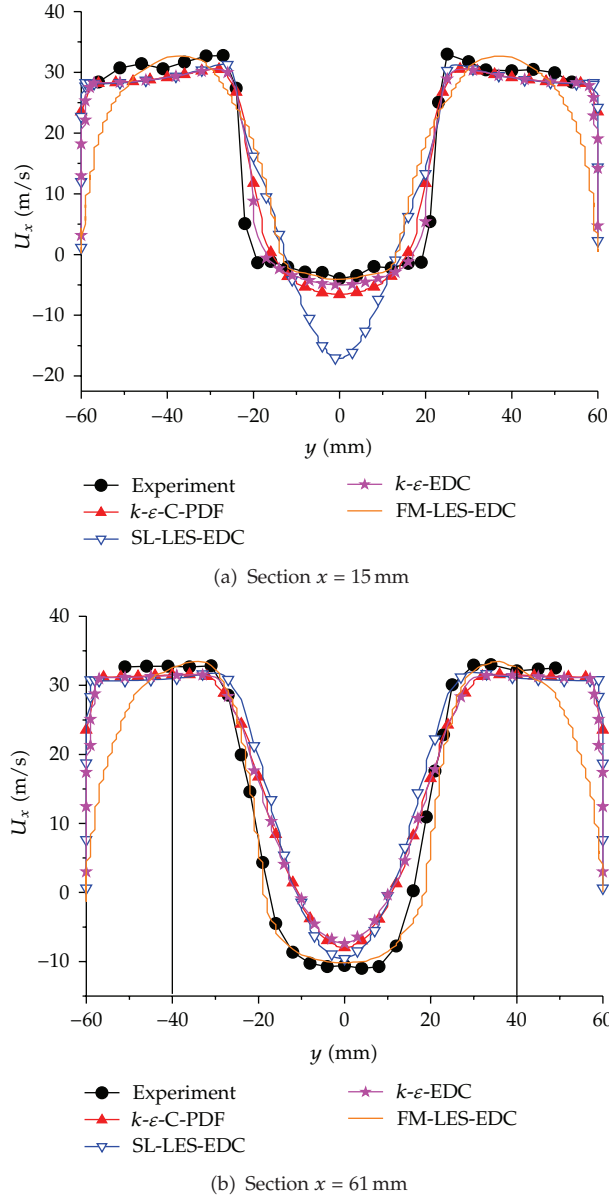 40
30
20
10
0
−10
−20
U_x (m/s)
−60 −40 −20 0 20 40 60
y (mm)
Experiment
k-ε-C-PDF
SL-LES-EDC
k-ε-EDC
FM-LES-EDC
(a) Section x = 15 mm
40
30
20
10
0
−10
U_x (m/s)
−60 −40 −20 0 20 40 60
y (mm)
Experiment
k-ε-C-PDF
SL-LES-EDC
k-ε-EDC
FM-LES-EDC
(b) Section x = 61 mm